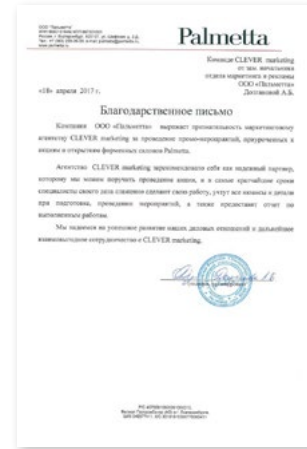 ООО "Пальметта"
Palmetta
Команде CLEVER marketing
от зам. начальника
отдела маркетинга и рекламы
ООО «Пальметта»
А.Б.
«18» апреля 2017 г.
Благодарственное письмо
Компания ООО «Пальметта» выражает признательность маркетинговому
агентству CLEVER marketing за проведение промо-мероприятий, приуроченных к
акциям и открытиям фирменных салонов Palmetta.
Агентство CLEVER marketing зарекомендовало себя как надежный партнер,
которому мы можем поручить проведение акции, и в самые кратчайшие сроки
специалисты своего дела слаженно сделают свою работу, учтут все нюансы и детали
при подготовке, проведении мероприятий, а также предоставят отчет по
выполненным работам.
Мы надеемся на успешное развитие наших деловых отношений и дальнейшее
взаимовыгодное сотрудничество с CLEVER marketing.